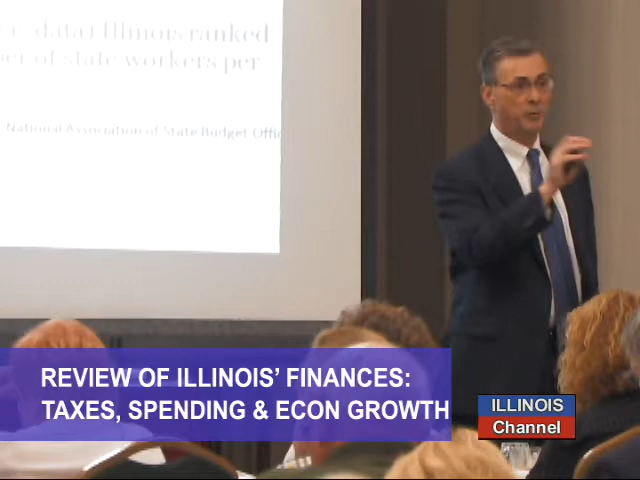 data) Illinois ranked
of state workers per
National Association of State Budget
REVIEW OF ILLINOIS’ FINANCES:
TAXES, SPENDING & ECON GROWTH
ILLINOIS
Channel